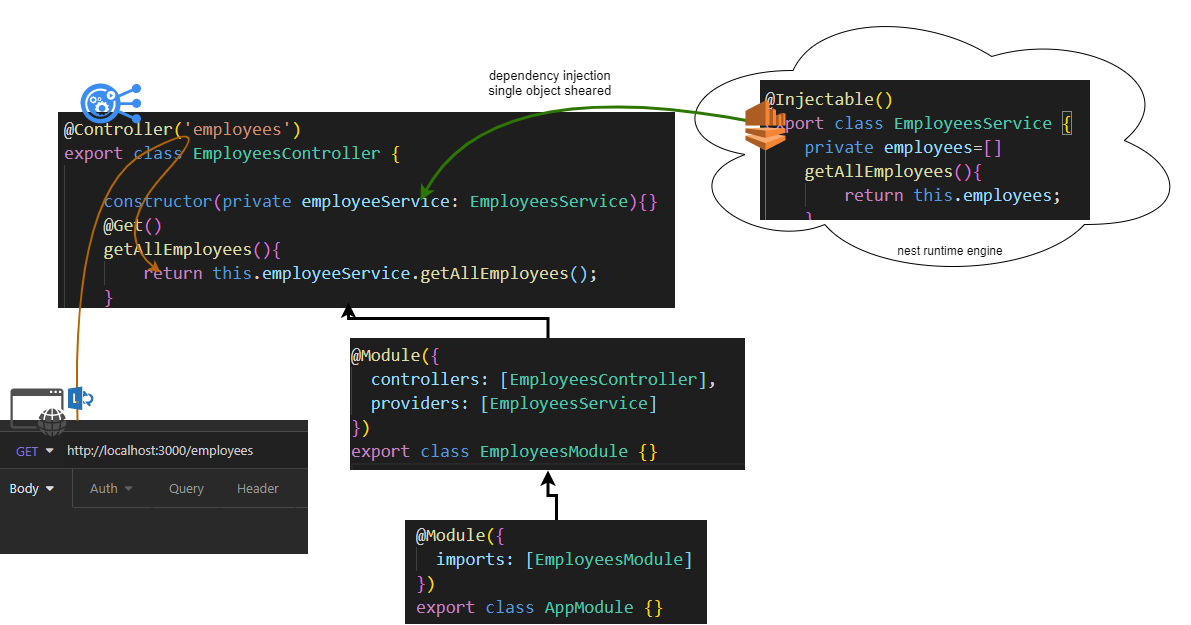 dependency injection
single object sheared
@Controller('employees')
export class EmployeesController {
constructor(private employeeService: EmployeesService){}
@Get()
getAllEmployees(){
return this.employeeService.getAllEmployees();
}
@Injectable()
port class EmployeesService {
private employees=[]
getAllEmployees(){
return this.employees;
}
nest runtime engine
@Module({
controllers: [EmployeesController],
providers: [EmployeesService]
})
export class EmployeesModule {}
GET http://localhost:3000/employees
Body Auth Query Header
@Module({
imports: [EmployeesModule]
})
export class AppModule {}